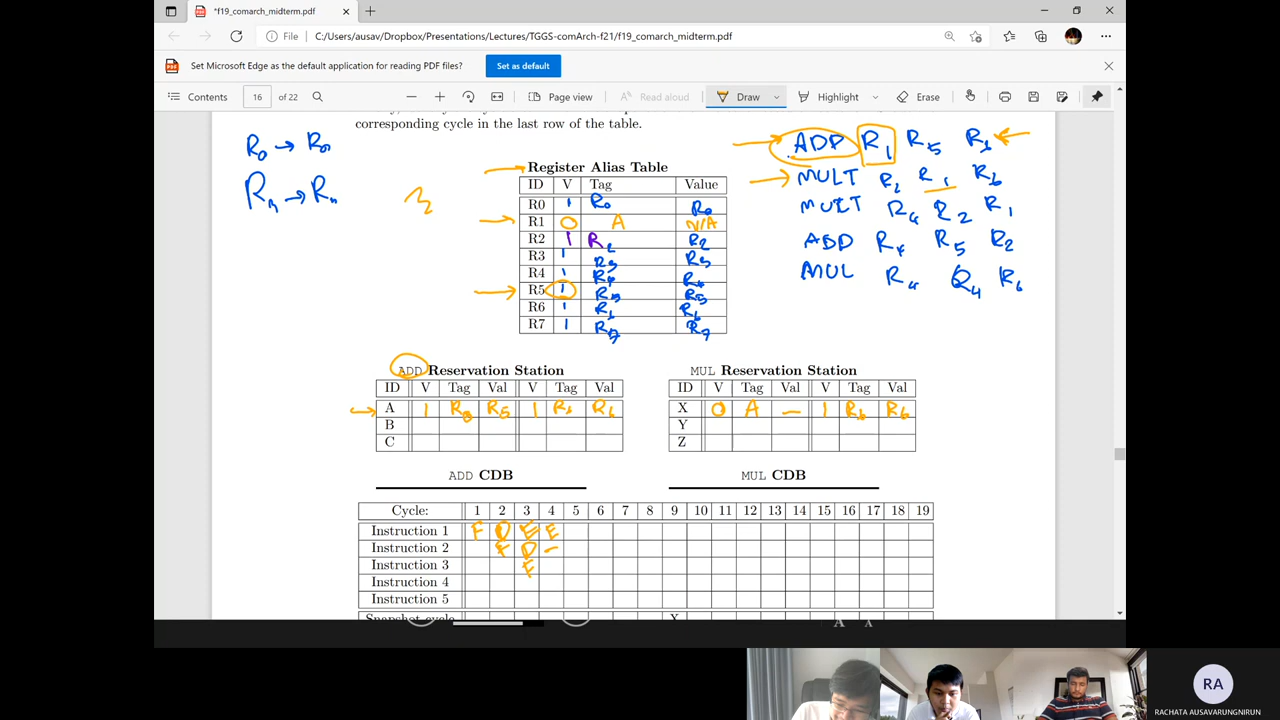 *f19_comarch_midterm.pdf
File C:/Users/ausav/Dropbox/Presentations/Lectures/TGGS-comArch-f21/f19_comarch_midterm.pdf
Set Microsoft Edge as the default application for reading PDF files? Set as default
Contents 16 of 22 Page view Read aloud Draw Highlight Erase
corresponding cycle in the last row of the table.
R0 → R0
Rn → Rn
ADD R1 R5
MULT R2 R1 R6
MULT R4 R2 R1
ADD R4 R5 R2
MUL R4 R4 R6
Register Alias Table
ID V Tag Value
R0 1 R0 R0
R1 0 A N/A
R2 1 R2 R2
R3 1 R3 R3
R4 1 R4 R4
R5 1 R5 R5
R6 1 R6 R6
R7 1 R7 R7
ADD Reservation Station
ID V Tag Val V Tag Val
A 1 R5 1
B
C
MUL Reservation Station
ID V Tag Val V Tag Val
X 0 A — 1 R6 R6
Y
Z
ADD CDB
MUL CDB
Cycle: 1 2 3 4 5 6 7 8 9 10 11 12 13 14 15 16 17 18 19
Instruction 1 F D E E
Instruction 2 F D –
Instruction 3 F
Instruction 4
Instruction 5
Snapshot cycle X
A A
RA
RACHATA AUSAVARUNGNIRUN